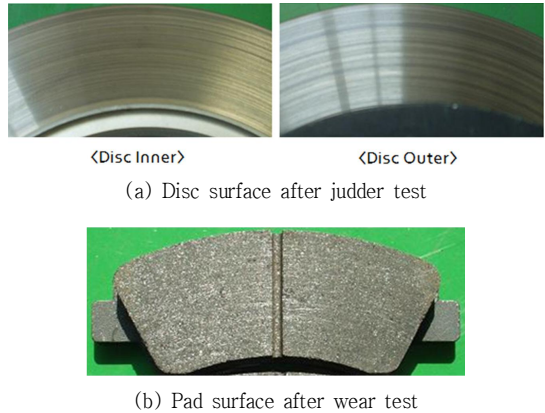 <Disc Inner>
<Disc Outer>
(a) Disc surface after judder test
(b) Pad surface after wear test